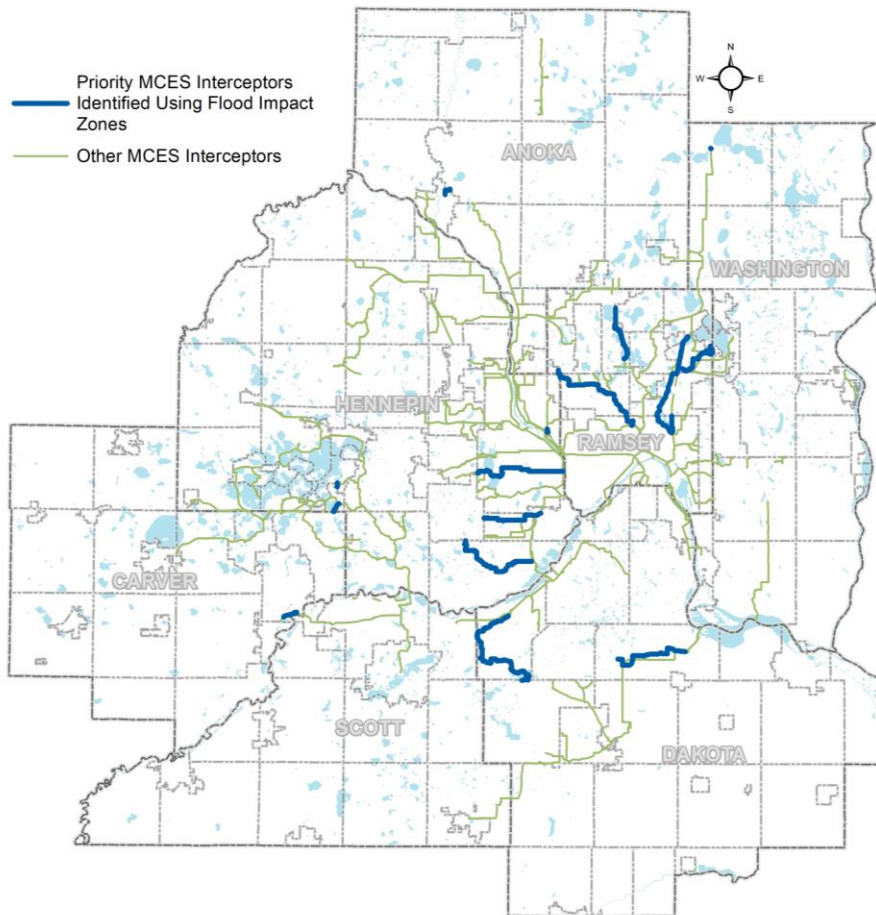 Priority MCES Interceptors
Identified Using Flood Impact
Zones
Other MCES Interceptors
N
W E
S
ANOKA
WASHINGTON
HENNEPIN
RAMSEY
CARVER
SCOTT
DAKOTA